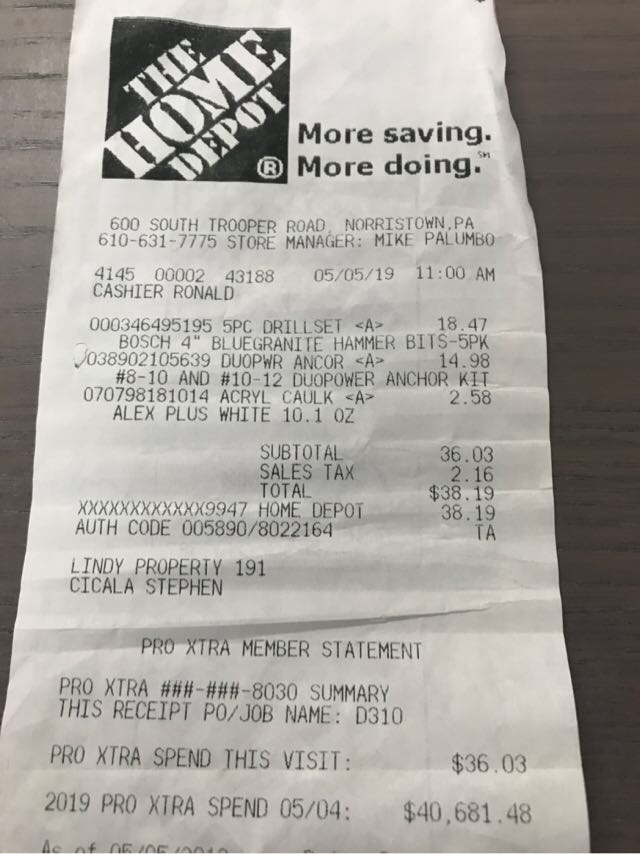 THE
HOME
DEPOT
®
More saving.
More doing.℠
600 SOUTH TROOPER ROAD, NORRISTOWN,PA
610-631-7775 STORE MANAGER: MIKE PALUMBO
4145 00002 43188 05/05/19 11:00 AM
CASHIER RONALD
000346495195 5PC DRILLSET <A> 18.47
BOSCH 4" BLUEGRANITE HAMMER BITS-5PK
038902105639 DUOPWR ANCOR <A> 14.98
#8-10 AND #10-12 DUOPOWER ANCHOR KIT
070798181014 ACRYL CAULK <A> 2.58
ALEX PLUS WHITE 10.1 OZ
SUBTOTAL 36.03
SALES TAX 2.16
TOTAL $38.19
XXXXXXXXXXXX9947 HOME DEPOT 38.19
AUTH CODE 005890/8022164 TA
LINDY PROPERTY 191
CICALA STEPHEN
PRO XTRA MEMBER STATEMENT
PRO XTRA ###-###-8030 SUMMARY
THIS RECEIPT PO/JOB NAME: D310
PRO XTRA SPEND THIS VISIT: $36.03
2019 PRO XTRA SPEND 05/04: $40,681.48
As of 05/05/2019